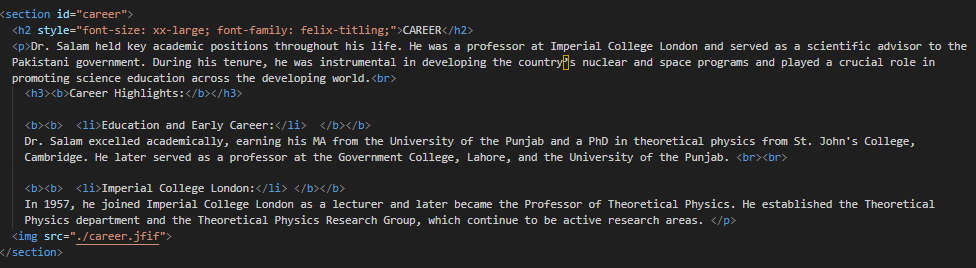 <section id="career">
<h2 style="font-size: xx-large; font-family: felix-titling;">CAREER</h2>
<p>Dr. Salam held key academic positions throughout his life. He was a professor at Imperial College London and served as a scientific advisor to the
Pakistani government. During his tenure, he was instrumental in developing the country’s nuclear and space programs and played a crucial role in
promoting science education across the developing world.<br>
<h3><b>Career Highlights:</b></h3>
<b><b>  <li>Education and Early Career:</li>  </b></b>
Dr. Salam excelled academically, earning his MA from the University of the Punjab and a PhD in theoretical physics from St. John's College,
Cambridge. He later served as a professor at the Government College, Lahore, and the University of the Punjab. <br><br>
<b><b>  <li>Imperial College London:</li> </b></b>
In 1957, he joined Imperial College London as a lecturer and later became the Professor of Theoretical Physics. He established the Theoretical
Physics department and the Theoretical Physics Research Group, which continue to be active research areas. </p>
<img src="./career.jfif">
</section>